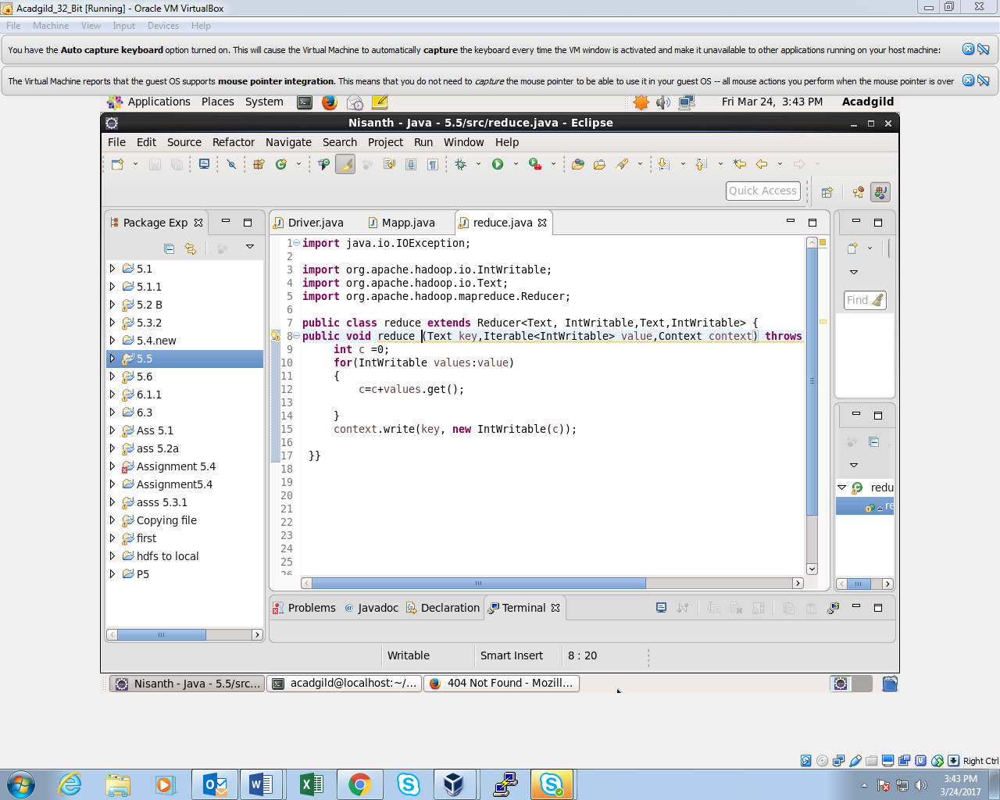 Acadgild_32_Bit [Running] - Oracle VM VirtualBox
File Machine View Input Devices Help
You have the Auto capture keyboard option turned on. This will cause the Virtual Machine to automatically capture the keyboard every time the VM window is activated and make it unavailable to other applications running on your host machine:
The Virtual Machine reports that the guest OS supports mouse pointer integration. This means that you do not need to capture the mouse pointer to be able to use it in your guest OS -- all mouse actions you perform when the mouse pointer is over
Applications Places System Fri Mar 24, 3:43 PM Acadgild
Nisanth - Java - 5.5/src/reduce.java - Eclipse
File Edit Source Refactor Navigate Search Project Run Window Help
Quick Access
Package Exp
5.1
5.1.1
5.2 B
5.3.2
5.4.new
5.5
5.6
6.1.1
6.3
Ass 5.1
ass 5.2a
Assignment 5.4
Assignment5.4
asss 5.3.1
Copying file
first
hdfs to local
P5
Driver.java Mapp.java reduce.java
1 import java.io.IOException;
2
3 import org.apache.hadoop.io.IntWritable;
4 import org.apache.hadoop.io.Text;
5 import org.apache.hadoop.mapreduce.Reducer;
6
7 public class reduce extends Reducer<Text, IntWritable,Text,IntWritable> {
8 public void reduce (Text key,Iterable<IntWritable> value,Context context) throws
9 int c =0;
10 for(IntWritable values:value)
11 {
12 c=c+values.get();
13
14 }
15 context.write(key, new IntWritable(c));
16
17 }}
18
19
20
21
22
23
24
25
26
Find
redu
re
Problems @ Javadoc Declaration Terminal
Writable Smart Insert 8 : 20
Nisanth - Java - 5.5/src... acadgild@localhost:~/... 404 Not Found - Mozill...
Right Ctrl
3:43 PM
3/24/2017